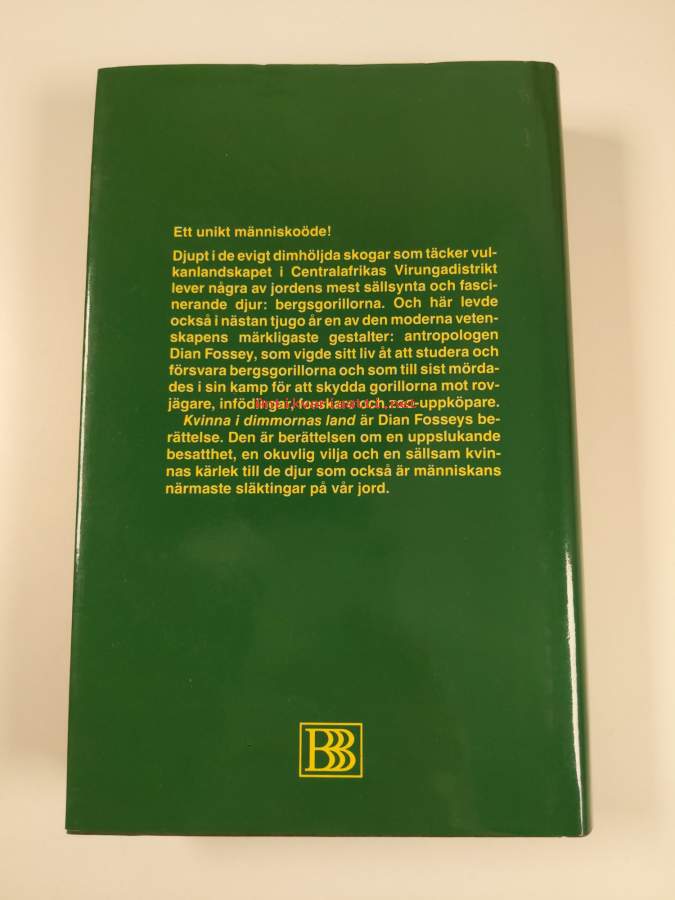 Ett unikt människoöde!
Djupt i de evigt dimhöljda skogar som täcker vul-
kanlandskapet i Centralafrikas Virungadistrikt
lever några av jordens mest sällsynta och fasci-
nerande djur: bergsgorillorna. Och här levde
också i nästan tjugo år en av den moderna veten-
skapens märkligaste gestalter: antropologen
Dian Fossey, som vigde sitt liv åt att studera och
försvara bergsgorillorna och som till sist mörda-
des i sin kamp för att skydda gorillorna mot rov-
jägare, infödingar, forskare och zoo-uppköpare.
Kvinna i dimmornas land är Dian Fosseys be-
rättelse. Den är berättelsen om en uppslukande
besatthet, en okuvlig vilja och en sällsam kvin-
nas kärlek till de djur som också är människans
närmaste släktingar på vår jord.
BBB